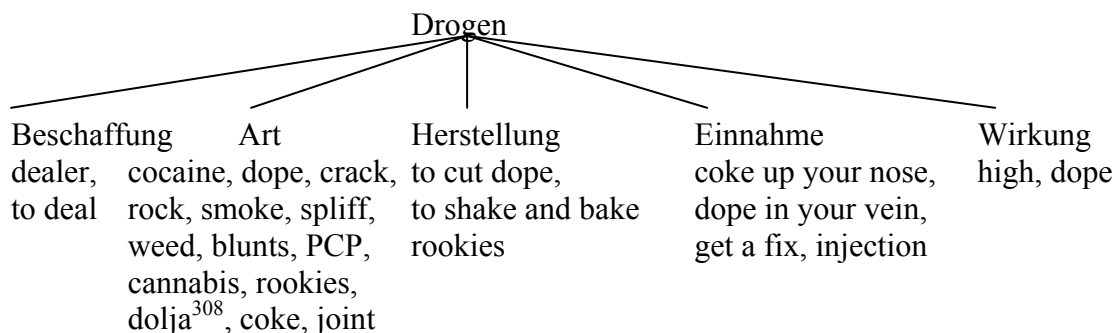 Drogen
Beschaffung Art Herstellung Einnahme Wirkung
dealer, cocaine, dope, crack, to cut dope, coke up your nose, high, dope
to deal rock, smoke, spliff, to shake and bake dope in your vein,
weed, blunts, PCP, rookies get a fix, injection
cannabis, rookies,
dolja308, coke, joint